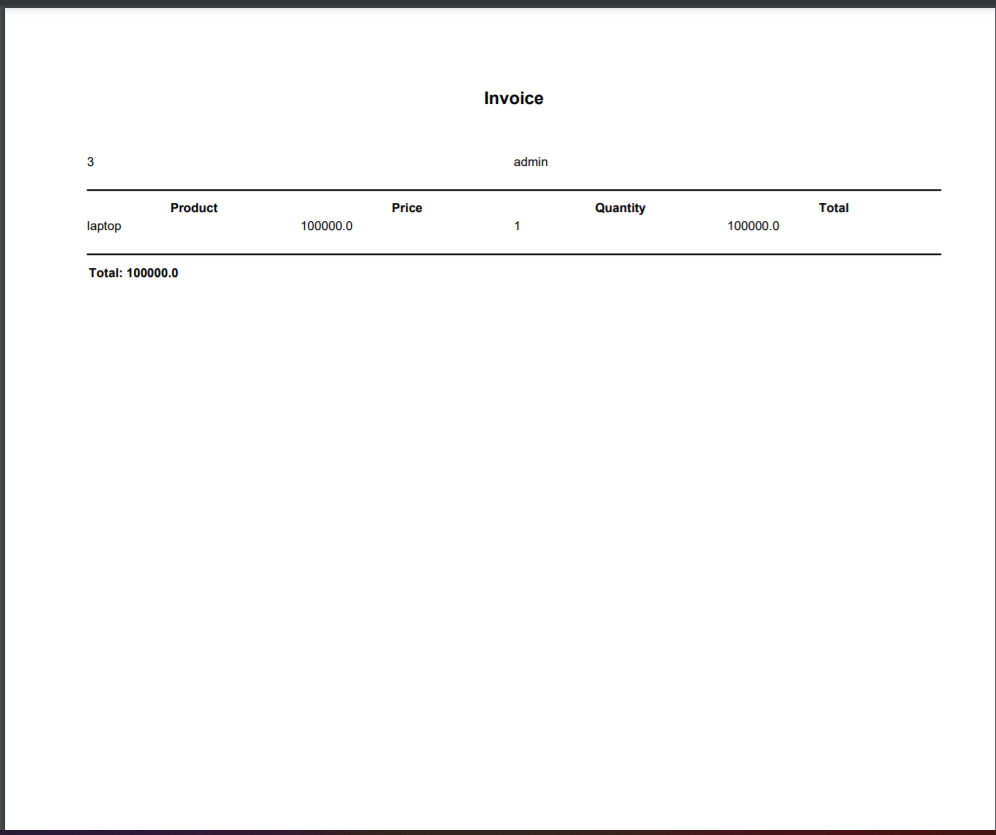 Invoice
3 admin
Product Price Quantity Total
laptop 100000.0 1 100000.0
Total: 100000.0